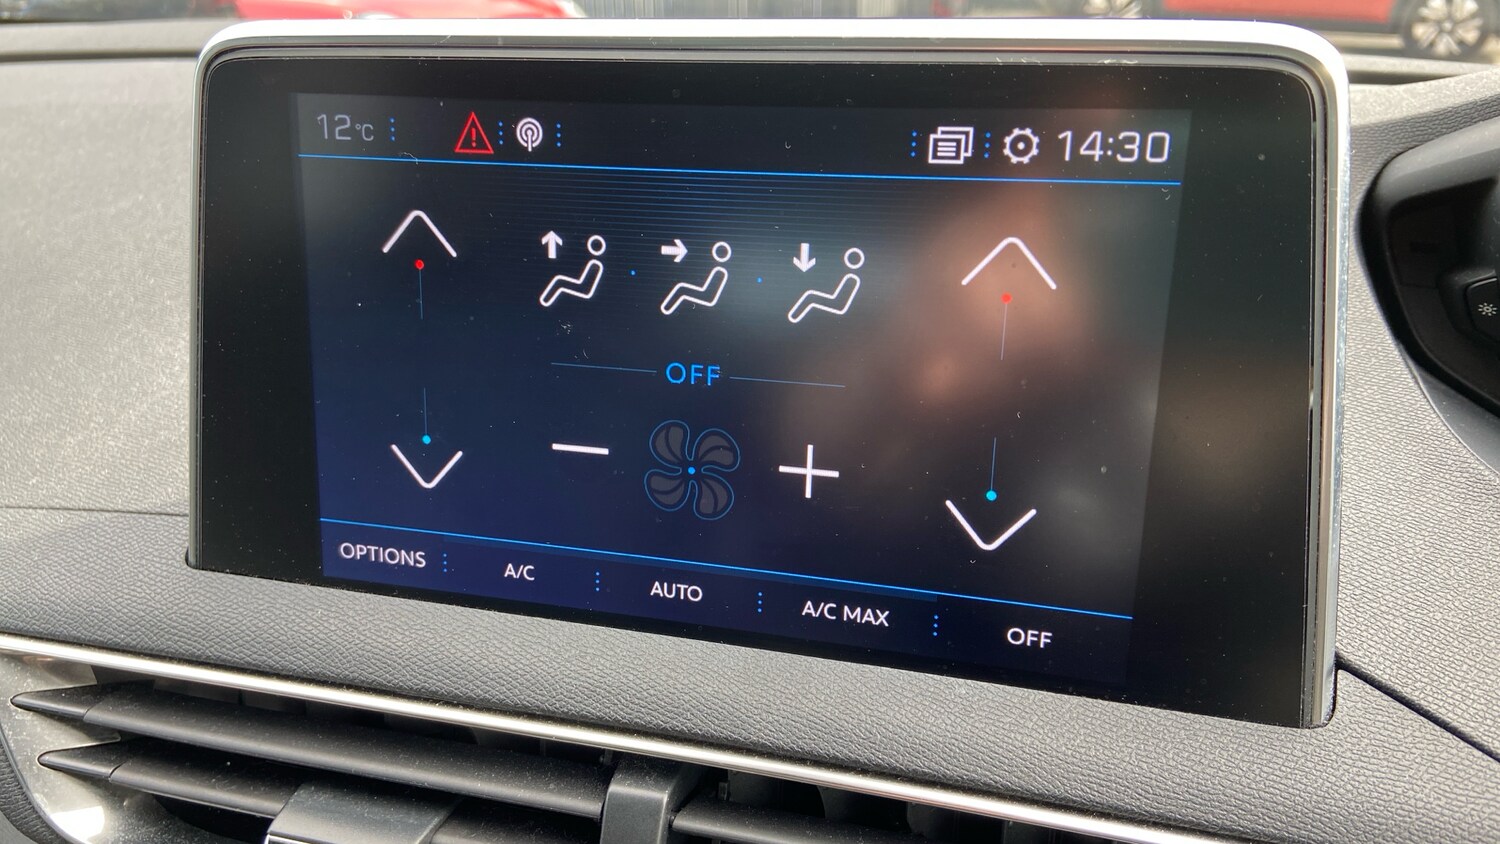 12°C
14:30
OFF
OPTIONS
A/C
AUTO
A/C MAX
OFF